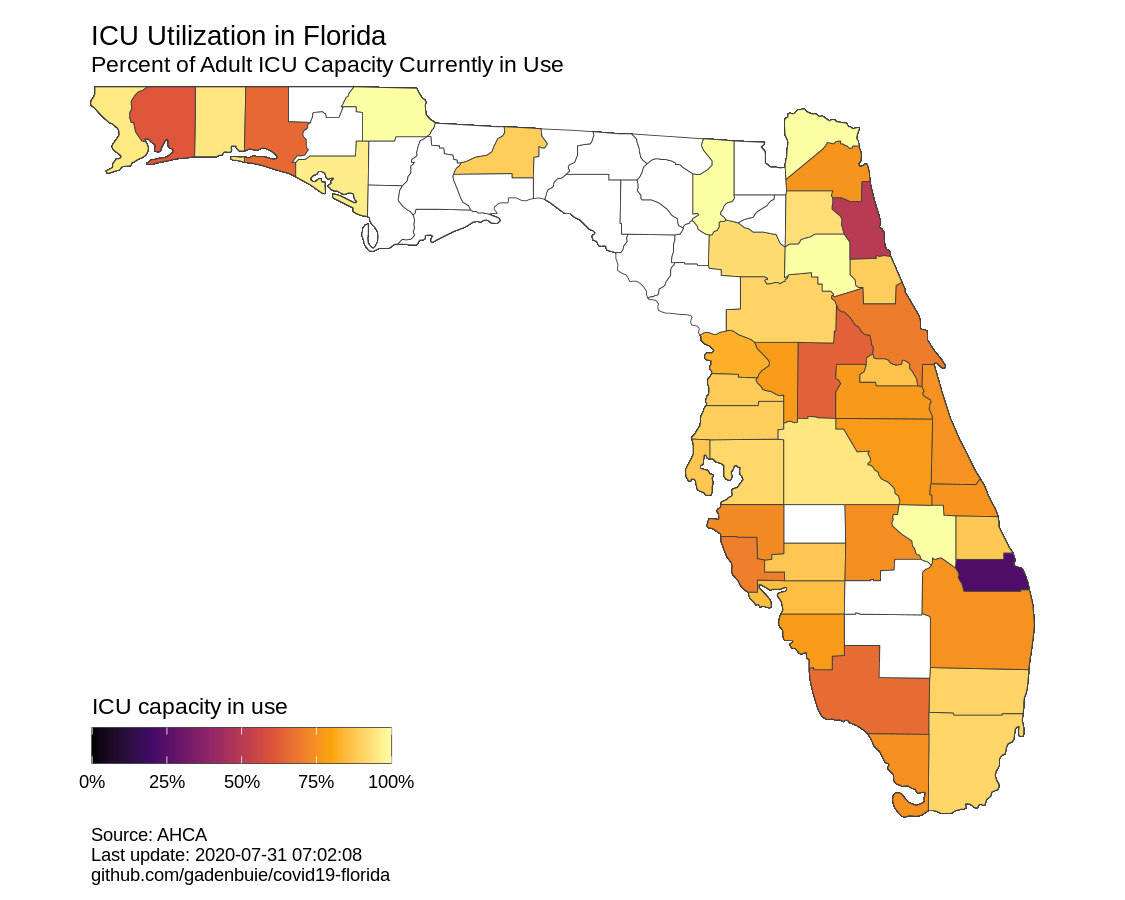 ICU Utilization in Florida
Percent of Adult ICU Capacity Currently in Use
ICU capacity in use
0% 25% 50% 75% 100%
Source: AHCA
Last update: 2020-07-31 07:02:08
github.com/gadenbuie/covid19-florida